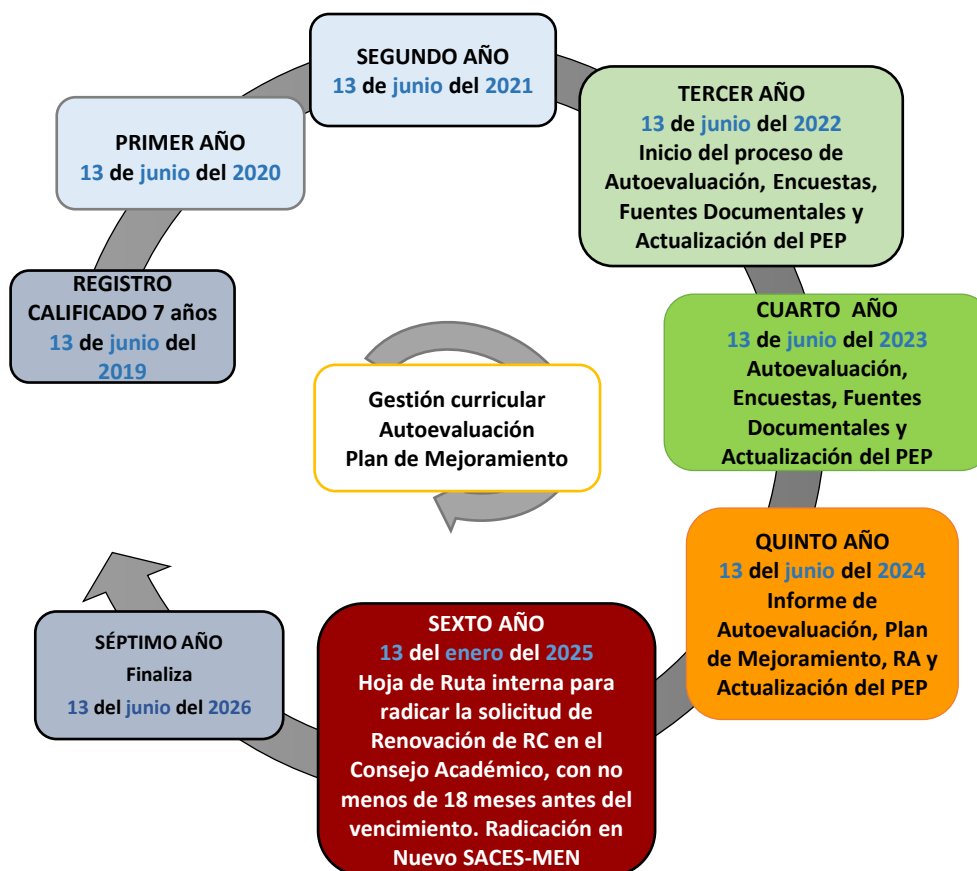 REGISTRO
CALIFICADO 7 años
13 de junio del
2019
PRIMER AÑO
13 de junio del 2020
SEGUNDO AÑO
13 de junio del 2021
TERCER AÑO
13 de junio del 2022
Inicio del proceso de
Autoevaluación, Encuestas,
Fuentes Documentales y
Actualización del PEP
CUARTO AÑO
13 de junio del 2023
Autoevaluación,
Encuestas, Fuentes
Documentales y
Actualización del PEP
QUINTO AÑO
13 del junio del 2024
Informe de
Autoevaluación, Plan
de Mejoramiento, RA y
Actualización del PEP
SEXTO AÑO
13 del enero del 2025
Hoja de Ruta interna para
radicar la solicitud de
Renovación de RC en el
Consejo Académico, con no
menos de 18 meses antes del
vencimiento. Radicación en
Nuevo SACES-MEN
SÉPTIMO AÑO
Finaliza
13 del junio del 2026
Gestión curricular
Autoevaluación
Plan de Mejoramiento